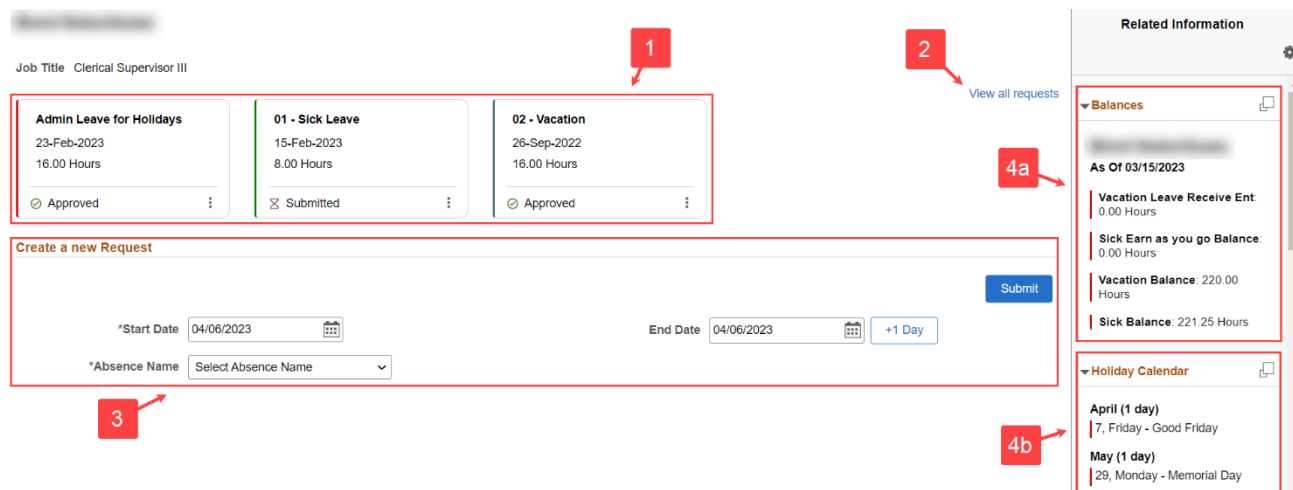 Related Information
1
2
Job Title Clerical Supervisor III
View all requests
Admin Leave for Holidays
23-Feb-2023
16.00 Hours
Approved
01 - Sick Leave
15-Feb-2023
8.00 Hours
Submitted
02 - Vacation
26-Sep-2022
16.00 Hours
Approved
Create a new Request
Submit
*Start Date 04/06/2023
End Date 04/06/2023 +1 Day
*Absence Name Select Absence Name
3
Balances
4a
As Of 03/15/2023
Vacation Leave Receive Ent:
0.00 Hours
Sick Earn as you go Balance:
0.00 Hours
Vacation Balance: 220.00
Hours
Sick Balance: 221.25 Hours
Holiday Calendar
4b
April (1 day)
7, Friday - Good Friday
May (1 day)
29, Monday - Memorial Day